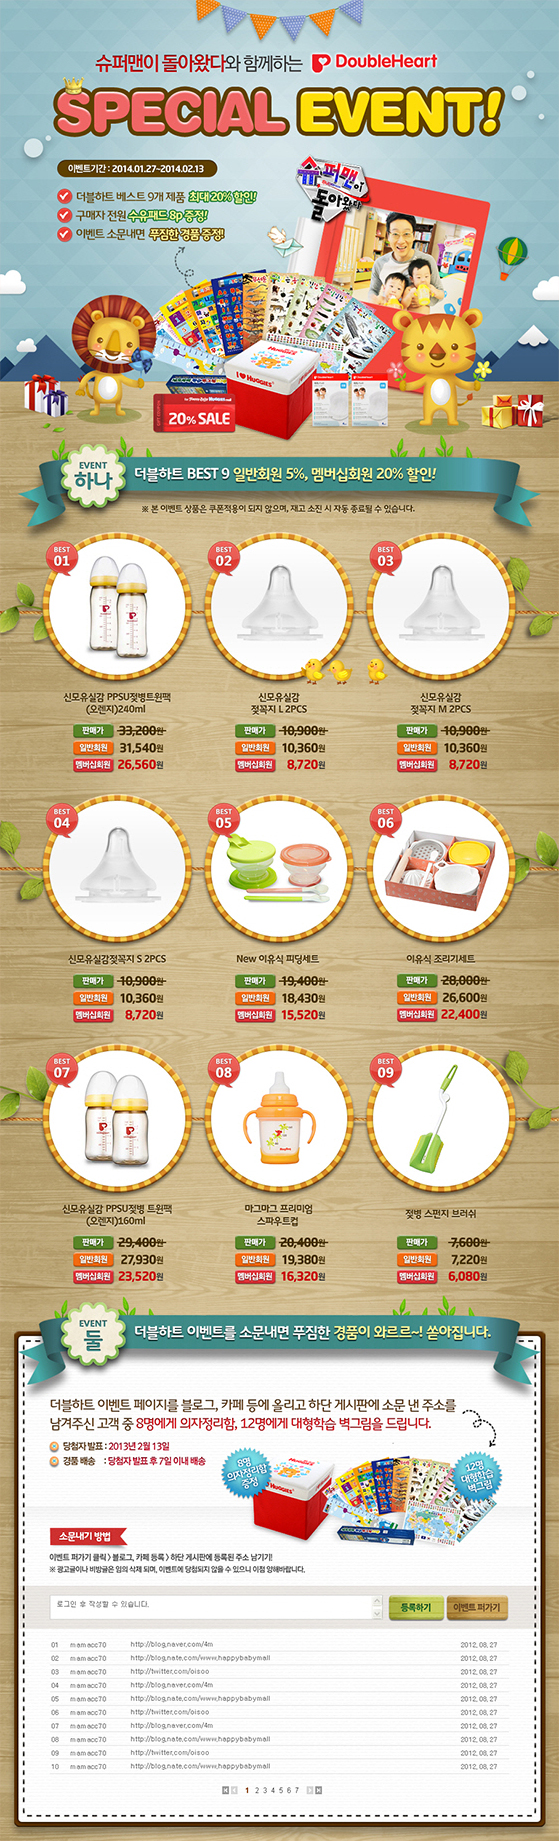 슈퍼맨이 돌아왔다와 함께하는 DoubleHeart
SPECIAL EVENT!
이벤트기간 : 2014.01.27~2014.02.13
더블하트 베스트 9개 제품 최대 20% 할인!
구매자 전원 수유패드 8p 증정!
이벤트 소문내면 푸짐한 경품 증정!
슈퍼맨이
돌아왔다
I ♥ HUGGIES
20% SALE
EVENT
하나
더블하트 BEST 9 일반회원 5%, 멤버십회원 20% 할인!
※ 본 이벤트 상품은 쿠폰적용이 되지 않으며, 재고 소진 시 자동 종료될 수 있습니다.
BEST
01
BEST
02
BEST
03
신모유실감 PPSU젖병트윈팩
(오렌지)240ml
신모유실감
젖꼭지 L 2PCS
신모유실감
젖꼭지 M 2PCS
판매가 33,200원
일반회원 31,540원
멤버십회원 26,560원
판매가 10,900원
일반회원 10,360원
멤버십회원 8,720원
판매가 10,900원
일반회원 10,360원
멤버십회원 8,720원
BEST
04
BEST
05
BEST
06
신모유실감젖꼭지 S 2PCS
New 이유식 피딩세트
이유식 조리기세트
판매가 10,900원
일반회원 10,360원
멤버십회원 8,720원
판매가 19,400원
일반회원 18,430원
멤버십회원 15,520원
판매가 28,000원
일반회원 26,600원
멤버십회원 22,400원
BEST
07
BEST
08
BEST
09
신모유실감 PPSU젖병 트윈팩
(오렌지)160ml
마그마그 프리미엄
스파우트컵
젖병 스펀지 브러쉬
판매가 29,400원
일반회원 27,930원
멤버십회원 23,520원
판매가 20,400원
일반회원 19,380원
멤버십회원 16,320원
판매가 7,600원
일반회원 7,220원
멤버십회원 6,080원
EVENT
둘
더블하트 이벤트를 소문내면 푸짐한 경품이 와르르~! 쏟아집니다.
더블하트 이벤트 페이지를 블로그, 카페 등에 올리고 하단 게시판에 소문 낸 주소를
남겨주신 고객 중 8명에게 의자정리함, 12명에게 대형학습 벽그림을 드립니다.
당첨자 발표 : 2013년 2월 13일
경품 배송 : 당첨자 발표 후 7일 이내 배송
8명
의자정리함
증정
12명
대형학습
벽그림
HUGGIES
소문내기 방법
이벤트 퍼가기 클릭 > 블로그, 카페 등록 > 하단 게시판에 등록된 주소 남기기!
※ 광고글이나 비방글은 임의 삭제 되며, 이벤트에 당첨되지 않을 수 있으니 이점 양해바랍니다.
로그인 후 작성할 수 있습니다.
등록하기
이벤트 퍼가기
01 mamacc70 http://blog.naver.com/4m 2012.08.27
02 mamacc70 http://blog.nate.com/www.happybabymall 2012.08.27
03 mamacc70 http://twitter.com/oisoo 2012.08.27
04 mamacc70 http://blog.naver.com/4m 2012.08.27
05 mamacc70 http://blog.nate.com/www.happybabymall 2012.08.27
06 mamacc70 http://twitter.com/oisoo 2012.08.27
07 mamacc70 http://blog.naver.com/4m 2012.08.27
08 mamacc70 http://blog.nate.com/www.happybabymall 2012.08.27
09 mamacc70 http://twitter.com/oisoo 2012.08.27
10 mamacc70 http://blog.nate.com/www.happybabymall 2012.08.27
1 2 3 4 5 6 7